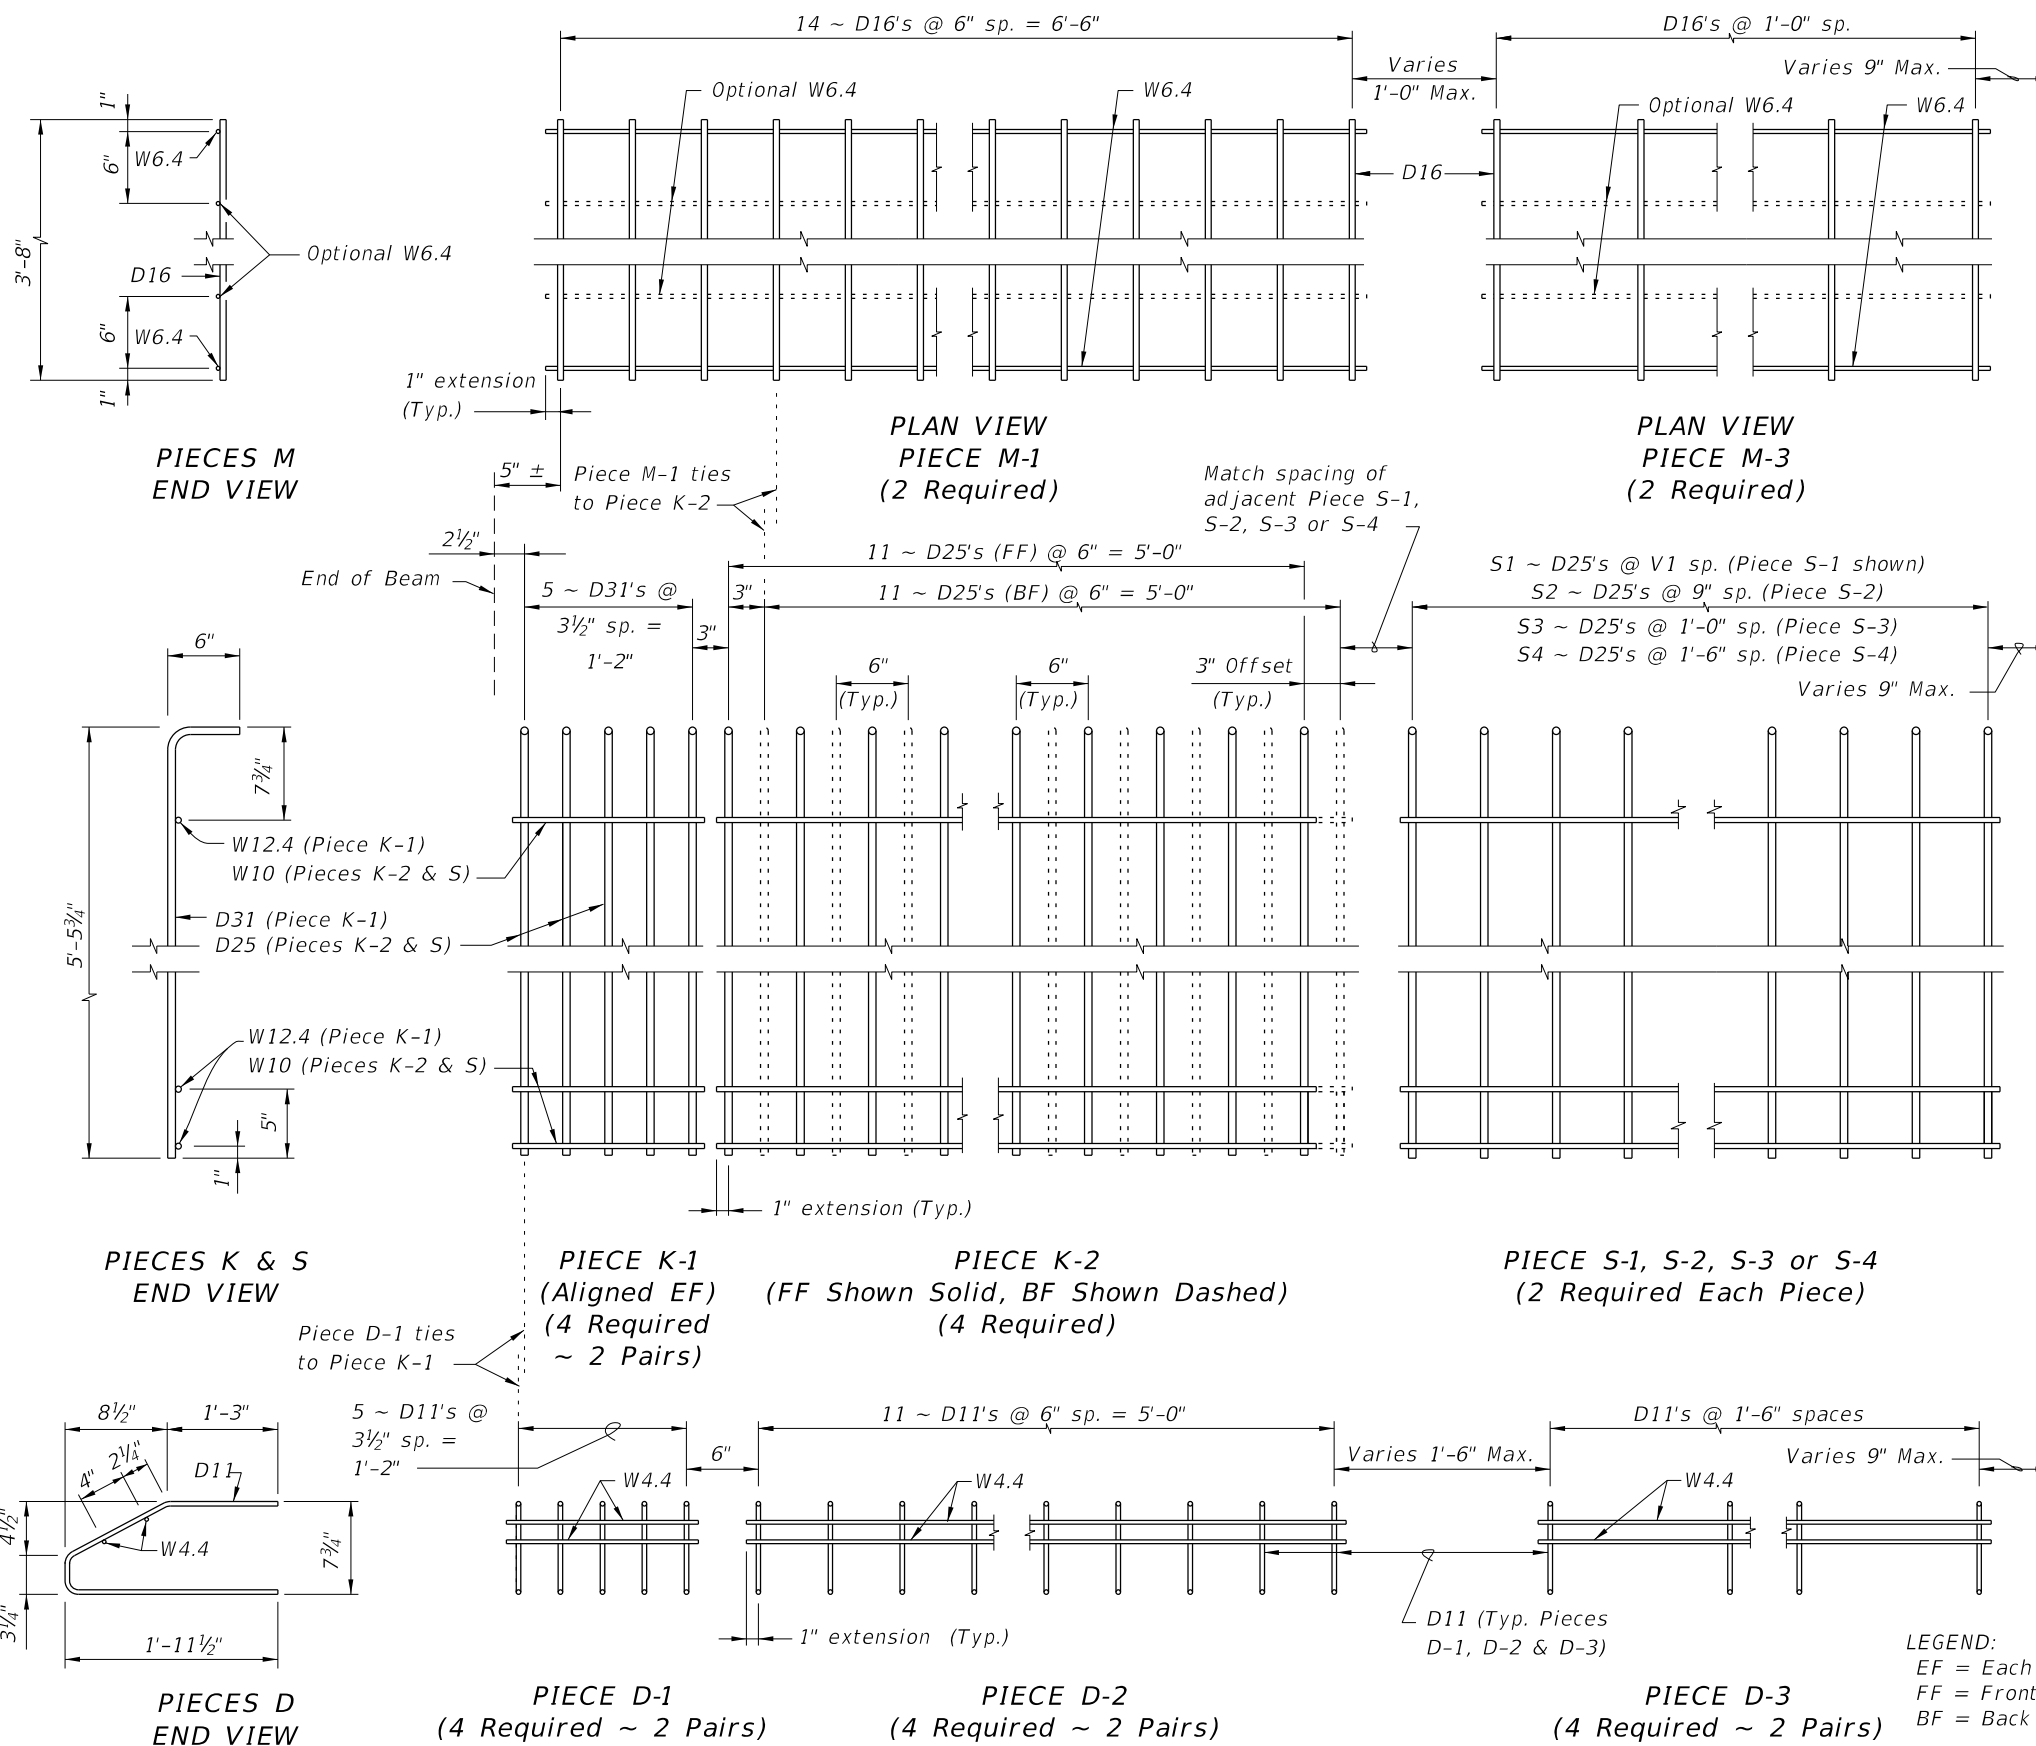 14 ~ D16's @ 6" sp. = 6'-6"
D16's @ 1'-0" sp.
Varies
1'-0" Max.
Varies 9" Max.
Optional W6.4
W6.4
Optional W6.4
W6.4
D16
1"
6"
W6.4
3'-8"
Optional W6.4
D16
6"
W6.4
1"
1" extension
(Typ.)
PIECES M
END VIEW
PLAN VIEW
PIECE M-1
(2 Required)
PLAN VIEW
PIECE M-3
(2 Required)
5" ±
Piece M-1 ties
to Piece K-2
Match spacing of
adjacent Piece S-1,
S-2, S-3 or S-4
2½"
End of Beam
11 ~ D25's (FF) @ 6" = 5'-0"
5 ~ D31's @
3½" sp. =
1'-2"
3"
3"
11 ~ D25's (BF) @ 6" = 5'-0"
S1 ~ D25's @ V1 sp. (Piece S-1 shown)
S2 ~ D25's @ 9" sp. (Piece S-2)
S3 ~ D25's @ 1'-0" sp. (Piece S-3)
S4 ~ D25's @ 1'-6" sp. (Piece S-4)
Varies 9" Max.
6"
(Typ.)
6"
(Typ.)
3" Offset
(Typ.)
6"
7¾"
W12.4 (Piece K-1)
W10 (Pieces K-2 & S)
D31 (Piece K-1)
D25 (Pieces K-2 & S)
5'-5¾"
W12.4 (Piece K-1)
W10 (Pieces K-2 & S)
5"
1"
1" extension (Typ.)
PIECES K & S
END VIEW
PIECE K-1
(Aligned EF)
(4 Required
~ 2 Pairs)
PIECE K-2
(FF Shown Solid, BF Shown Dashed)
(4 Required)
PIECE S-1, S-2, S-3 or S-4
(2 Required Each Piece)
Piece D-1 ties
to Piece K-1
8½"
1'-3"
5 ~ D11's @
3½" sp. =
1'-2"
6"
11 ~ D11's @ 6" sp. = 5'-0"
Varies 1'-6" Max.
D11's @ 1'-6" spaces
Varies 9" Max.
4"
2¼"
D11
W4.4
4½"
3¼"
7¾"
1'-11½"
W4.4
W4.4
W4.4
1" extension (Typ.)
D11 (Typ. Pieces
D-1, D-2 & D-3)
LEGEND:
EF = Each
FF = Front
BF = Back
PIECES D
END VIEW
PIECE D-1
(4 Required ~ 2 Pairs)
PIECE D-2
(4 Required ~ 2 Pairs)
PIECE D-3
(4 Required ~ 2 Pairs)